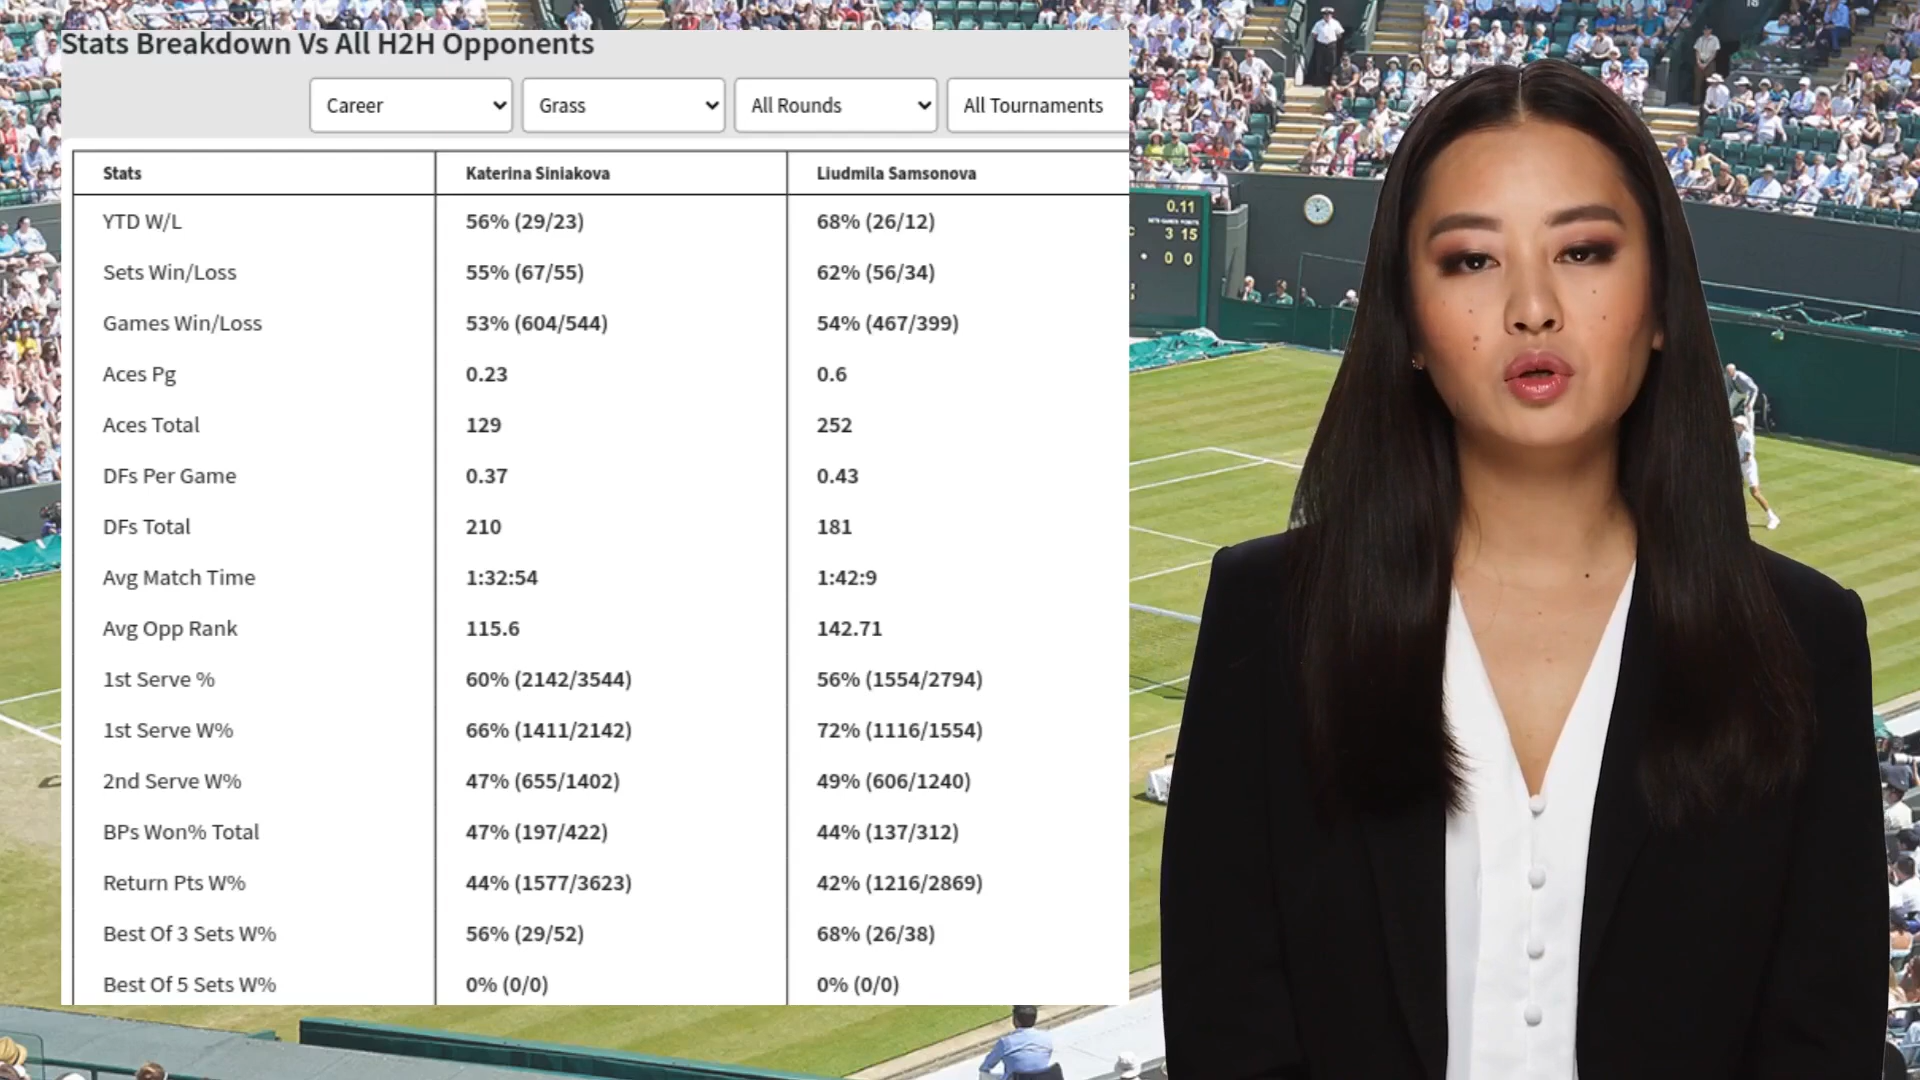 Stats Breakdown Vs All H2H Opponents
Career Grass All Rounds All Tournaments
Stats Katerina Siniakova Liudmila Samsonova
YTD W/L 56% (29/23) 68% (26/12)
Sets Win/Loss 55% (67/55) 62% (56/34)
Games Win/Loss 53% (604/544) 54% (467/399)
Aces Pg 0.23 0.6
Aces Total 129 252
DFs Per Game 0.37 0.43
DFs Total 210 181
Avg Match Time 1:32:54 1:42:9
Avg Opp Rank 115.6 142.71
1st Serve % 60% (2142/3544) 56% (1554/2794)
1st Serve W% 66% (1411/2142) 72% (1116/1554)
2nd Serve W% 47% (655/1402) 49% (606/1240)
BPs Won% Total 47% (197/422) 44% (137/312)
Return Pts W% 44% (1577/3623) 42% (1216/2869)
Best Of 3 Sets W% 56% (29/52) 68% (26/38)
Best Of 5 Sets W% 0% (0/0) 0% (0/0)
18
0.11
3 15
0 0